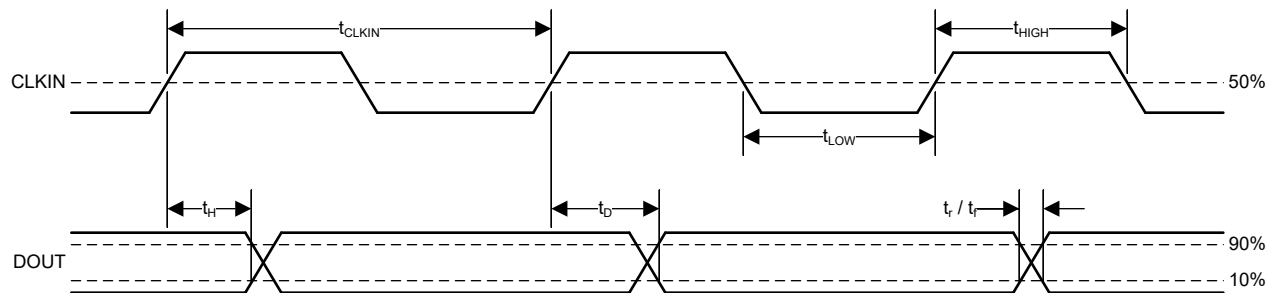 tCLKIN
tHIGH
CLKIN
50%
tLOW
tH
tD
tr / tf
90%
DOUT
10%